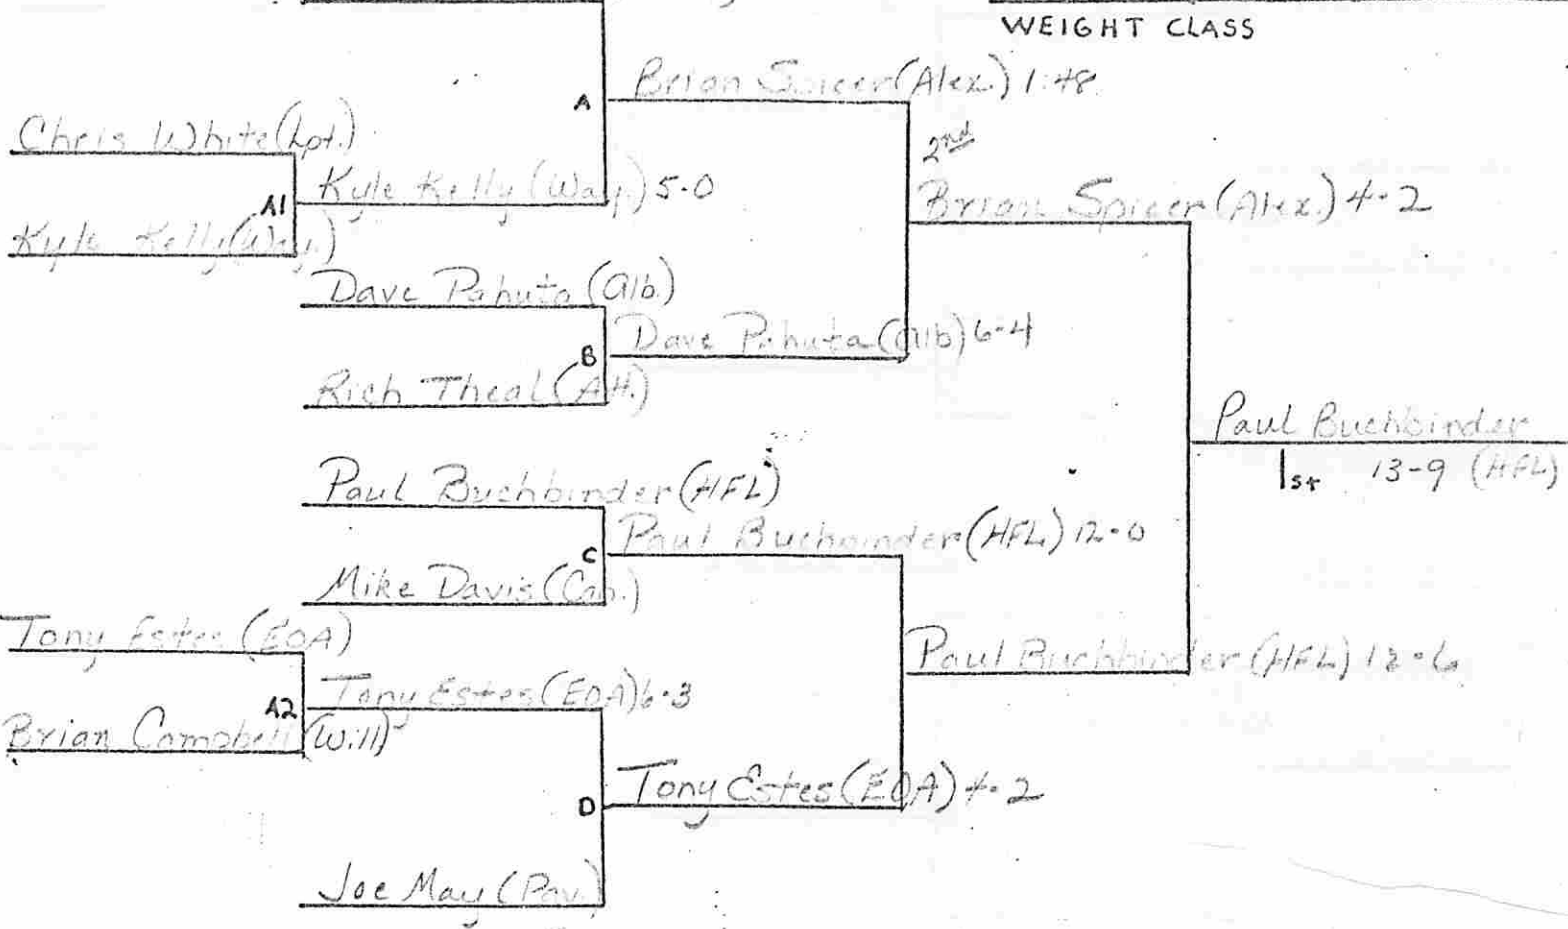 WEIGHT CLASS
Brian Spicer (Alex.) 1:48
A
Chris White (Lpt.)
2nd
Kyle Kelly (Way.) 5-0
Brian Spicer (Alex.) 4-2
A1
Kyle Kelly (Way.)
Dave Pahuta (Alb.)
Dave Pahuta (Alb) 6-4
B
Rich Theal (A.H.)
Paul Buchbinder
1st 13-9 (HFL)
Paul Buchbinder (HFL)
Paul Buchbinder (HFL) 12-0
C
Mike Davis (Can.)
Tony Estes (EOA)
Paul Buchbinder (HFL) 12-6
Tony Estes (EOA) 6-3
A2
Brian Campbell (Will)
Tony Estes (EOA) 4-2
D
Joe May (Pav.)